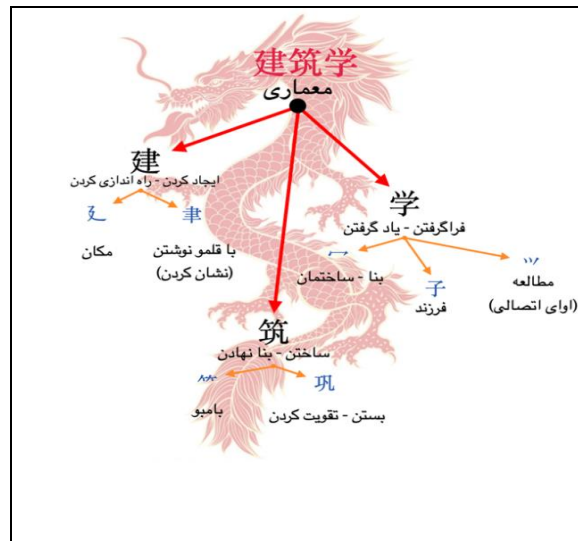 建筑学
معماری
建
ایجاد کردن - راه اندازی کردن
廴
مکان
聿
با قلمو نوشتن
(نشان کردن)
学
فراگرفتن - یاد گرفتن
冖
بنا - ساختمان
子
فرزند
⺍
مطالعه
(اوای اتصالی)
筑
ساختن - بنا نهادن
⺮
بامبو
巩
بستن - تقویت کردن